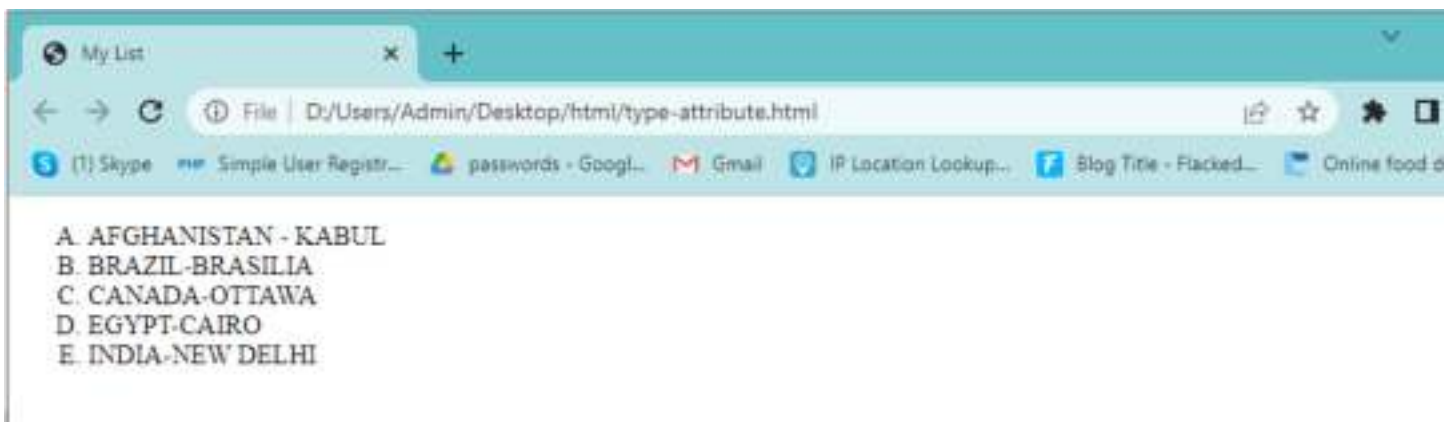 My List
File | D:/Users/Admin/Desktop/html/type-attribute.html
(1) Skype PHP Simple User Registr... passwords - Googl... Gmail IP Location Lookup... Blog Title - Flacked... Online food d
A. AFGHANISTAN - KABUL
B. BRAZIL-BRASILIA
C. CANADA-OTTAWA
D. EGYPT-CAIRO
E. INDIA-NEW DELHI